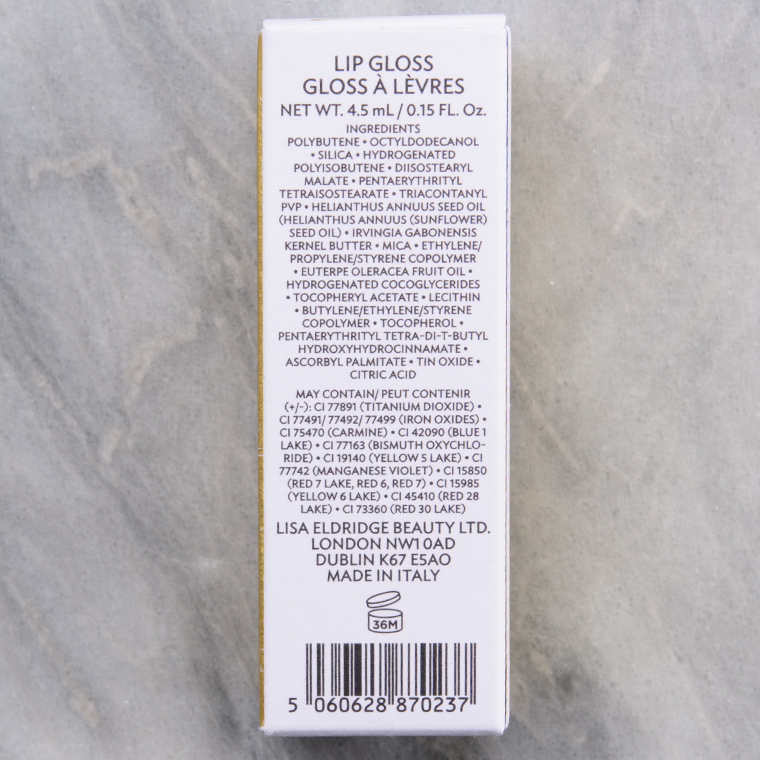 LIP GLOSS
GLOSS À LÈVRES
NET WT. 4.5 mL / 0.15 FL. Oz.
INGREDIENTS
POLYBUTENE • OCTYLDODECANOL
• SILICA • HYDROGENATED
POLYISOBUTENE • DIISOSTEARYL
MALATE • PENTAERYTHRITYL
TETRAISOSTEARATE • TRIACONTANYL
PVP • HELIANTHUS ANNUUS SEED OIL
(HELIANTHUS ANNUUS (SUNFLOWER)
SEED OIL) • IRVINGIA GABONENSIS
KERNEL BUTTER • MICA • ETHYLENE/
PROPYLENE/STYRENE COPOLYMER
• EUTERPE OLERACEA FRUIT OIL •
HYDROGENATED COCOGLYCERIDES
• TOCOPHERYL ACETATE • LECITHIN
• BUTYLENE/ETHYLENE/STYRENE
COPOLYMER • TOCOPHEROL •
PENTAERYTHRITYL TETRA-DI-T-BUTYL
HYDROXYHYDROCINNAMATE •
ASCORBYL PALMITATE • TIN OXIDE •
CITRIC ACID
MAY CONTAIN/ PEUT CONTENIR
(+/-): CI 77891 (TITANIUM DIOXIDE) •
CI 77491/ 77492/ 77499 (IRON OXIDES) •
CI 75470 (CARMINE) • CI 42090 (BLUE 1
LAKE) • CI 77163 (BISMUTH OXYCHLO-
RIDE) • CI 19140 (YELLOW 5 LAKE) • CI
77742 (MANGANESE VIOLET) • CI 15850
(RED 7 LAKE, RED 6, RED 7) • CI 15985
(YELLOW 6 LAKE) • CI 45410 (RED 28
LAKE) • CI 73360 (RED 30 LAKE)
LISA ELDRIDGE BEAUTY LTD.
LONDON NW1 0AD
DUBLIN K67 E5AO
MADE IN ITALY
36M
5 060628 870237